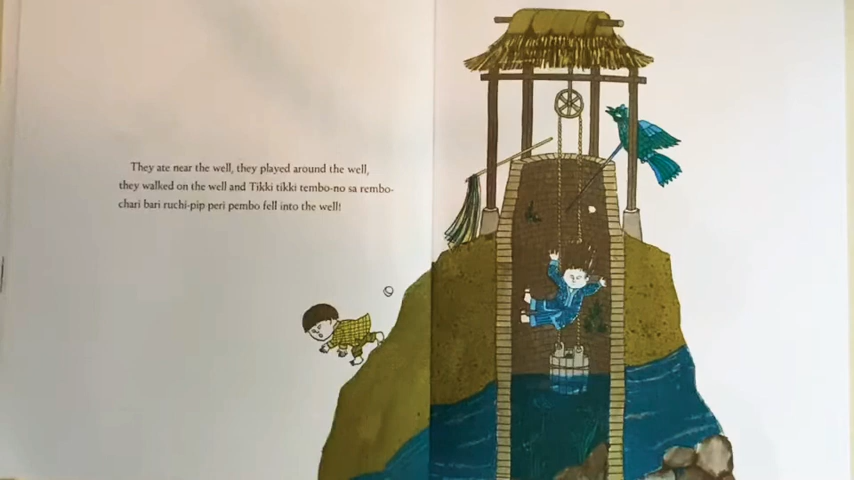 They ate near the well, they played around the well,
they walked on the well and Tikki tikki tembo-no sa rembo-
chari bari ruchi-pip peri pembo fell into the well!